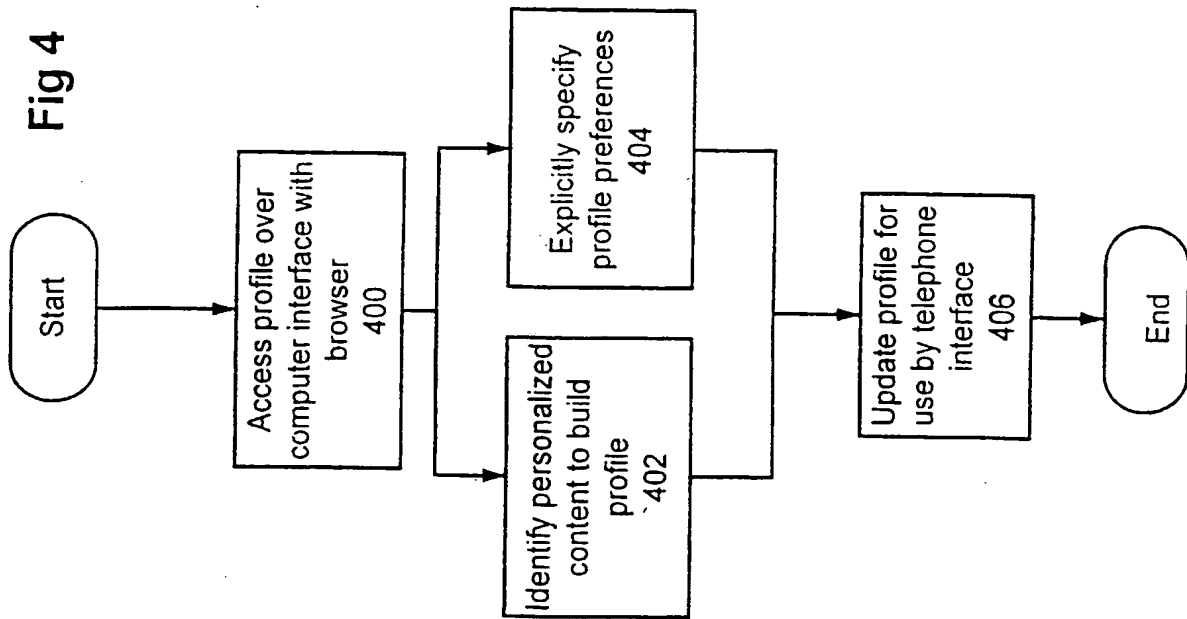 Fig 4
Start
Access profile over
computer interface with
browser
400
Identify personalized
content to build
profile
402
Explicitly specify
profile preferences
404
Update profile for
use by telephone
interface
406
End